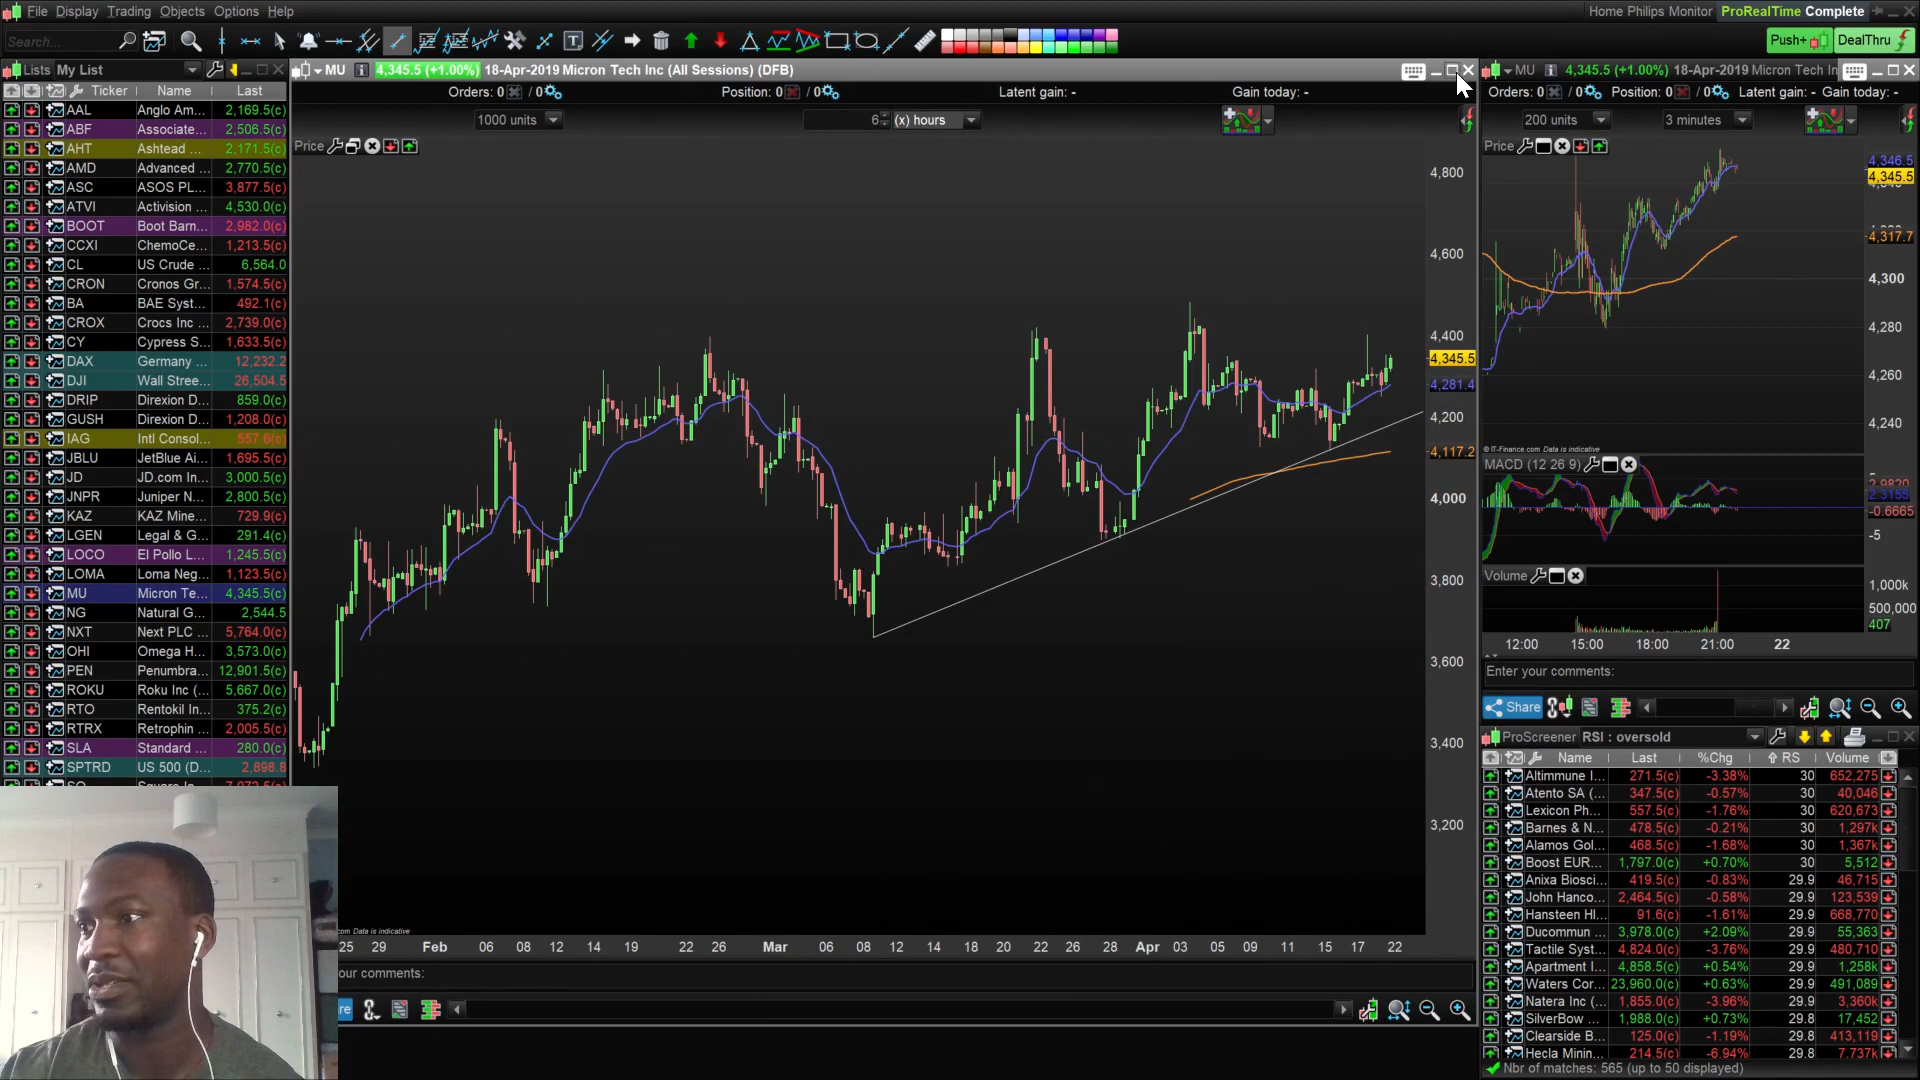 File Display Trading Objects Options Help
Home Philips Monitor ProRealTime Complete
Search...
Push+ DealThru
Lists My List
Ticker Name Last
AAL Anglo Am... 2,169.5(c)
ABF Associate... 2,506.5(c)
AHT Ashtead ... 2,171.5(c)
AMD Advanced ... 2,770.5(c)
ASC ASOS PL... 3,877.5(c)
ATVI Activision ... 4,530.0(c)
BOOT Boot Barn... 2,982.0(c)
CCXI ChemoCe... 1,213.5(c)
CL US Crude ... 6,564.0
CRON Cronos Gr... 1,574.5(c)
BA BAE Syst... 492.1(c)
CROX Crocs Inc ... 2,739.0(c)
CY Cypress S... 1,633.5(c)
DAX Germany ... 12,232.2
DJI Wall Stree... 26,504.5
DRIP Direxion D... 859.0(c)
GUSH Direxion D... 1,208.0(c)
IAG Intl Consol... 557.6(c)
JBLU JetBlue Ai... 1,695.5(c)
JD JD.com In... 3,000.5(c)
JNPR Juniper N... 2,800.5(c)
KAZ KAZ Mine... 729.9(c)
LGEN Legal & G... 291.4(c)
LOCO El Pollo L... 1,245.5(c)
LOMA Loma Neg... 1,123.5(c)
MU Micron Te... 4,345.5(c)
NG Natural G... 2,544.5
NXT Next PLC ... 5,764.0(c)
OHI Omega H... 3,573.0(c)
PEN Penumbra... 12,901.5(c)
ROKU Roku Inc (... 5,667.0(c)
RTO Rentokil In... 375.2(c)
RTRX Retrophin ... 2,005.5(c)
SLA Standard ... 280.0(c)
SPTRD US 500 (D... 2,898.8
MU 4,345.5 (+1.00%) 18-Apr-2019 Micron Tech Inc (All Sessions) (DFB)
Orders: 0 / 0 Position: 0 / 0 Latent gain: - Gain today: -
1000 units 6 (x) hours
Price
4,800
4,600
4,400
4,345.5
4,281.4
4,200
4,117.2
4,000
3,800
3,600
3,400
3,200
com Data is indicative
25 29 Feb 06 08 12 14 19 22 26 Mar 06 08 12 14 18 20 22 26 28 Apr 03 05 09 11 15 17 22
our comments:
re
MU 4,345.5 (+1.00%) 18-Apr-2019 Micron Tech In
Orders: 0 / 0 Position: 0 / 0 Latent gain: - Gain today: -
200 units 3 minutes
Price
4,346.5
4,345.5
4,317.7
4,300
4,280
4,260
4,240
© IT-Finance.com Data is indicative
MACD (12 26 9)
2.9820
2.3155
-0.6665
-5
Volume
1,000k
500,000
407
12:00 15:00 18:00 21:00 22
Enter your comments:
Share
ProScreener RSI : oversold
Name Last %Chg RS Volume
Altimmune I... 271.5(c) -3.38% 30 652,275
Atento SA (... 347.5(c) -0.57% 30 40,046
Lexicon Ph... 557.5(c) -1.76% 30 620,673
Barnes & N... 478.5(c) -0.21% 30 1,297k
Alamos Gol... 468.5(c) -1.68% 30 1,367k
Boost EUR... 1,797.0(c) +0.70% 30 5,512
Anixa Biosci... 419.5(c) -0.83% 29.9 46,715
John Hanco... 2,464.5(c) -0.58% 29.9 123,539
Hansteen Hl... 91.6(c) -1.61% 29.9 668,770
Ducommun ... 3,978.0(c) +2.09% 29.9 55,363
Tactile Syst... 4,824.0(c) -3.76% 29.9 480,710
Apartment I... 4,858.5(c) +0.54% 29.9 1,258k
Waters Cor... 23,960.0(c) +0.63% 29.9 491,089
Natera Inc (... 1,855.0(c) -3.96% 29.9 3,360k
SilverBow ... 1,988.0(c) +0.73% 29.8 17,452
Clearside B... 125.0(c) -1.19% 29.8 413,119
Hecla Minin... 214.5(c) -6.94% 29.8 7,737k
Nbr of matches: 565 (up to 50 displayed)